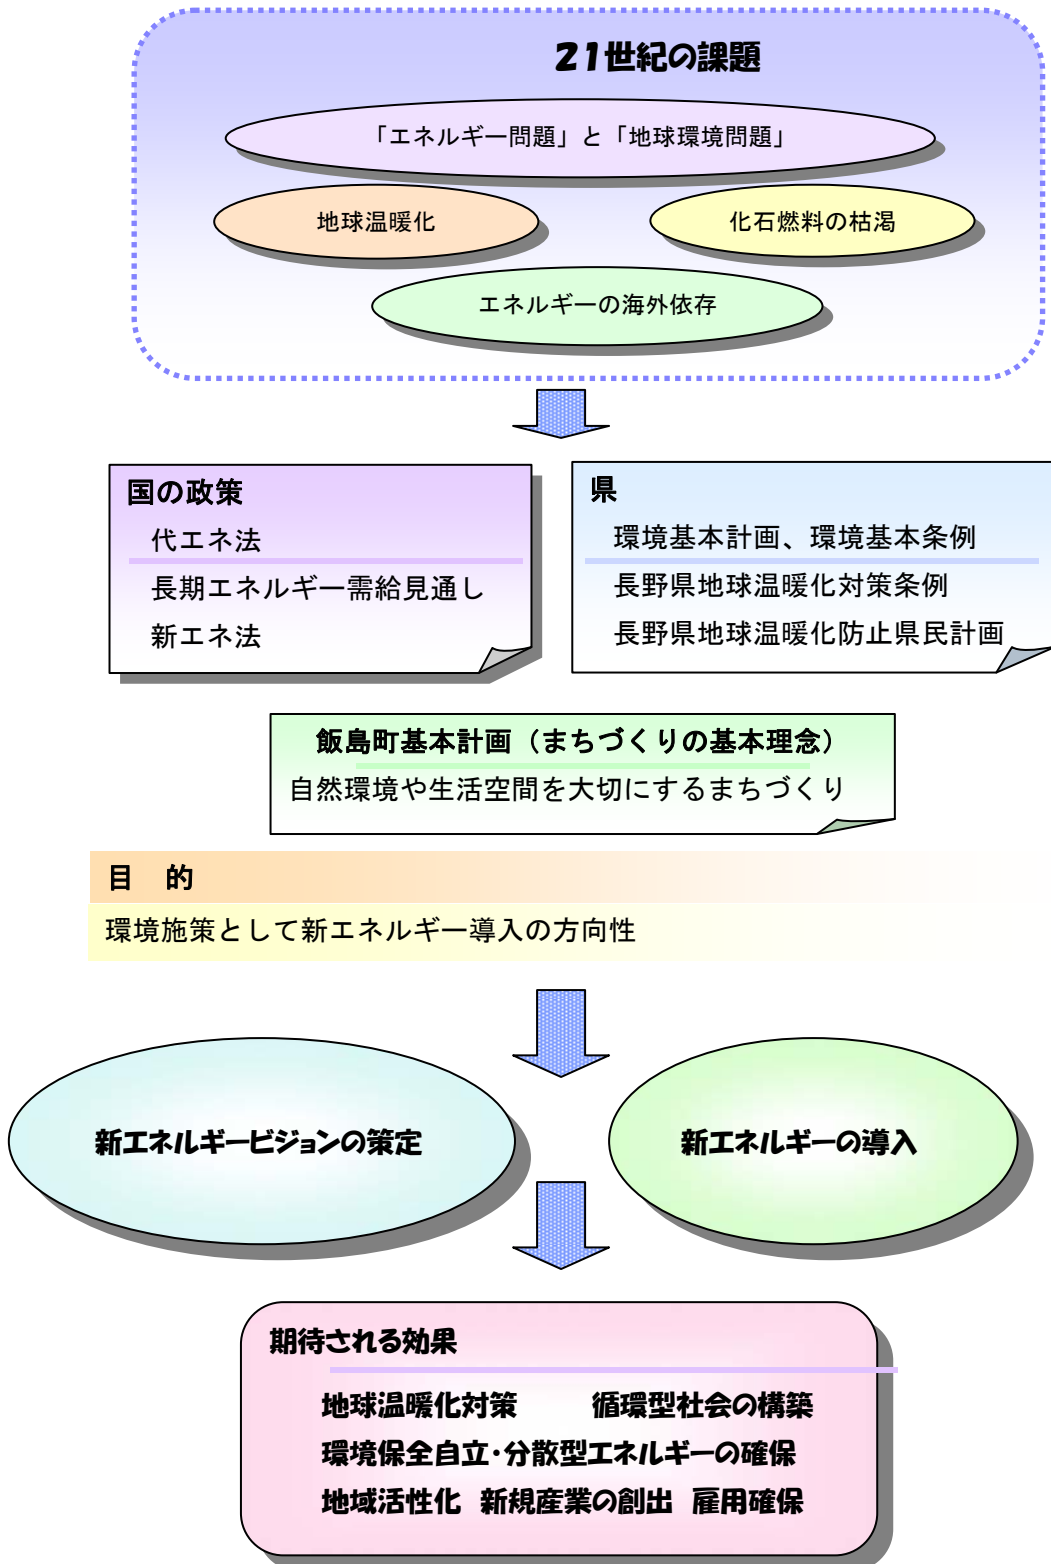 21世紀の課題
「エネルギー問題」と「地球環境問題」
地球温暖化
化石燃料の枯渇
エネルギーの海外依存
国の政策
代エネ法
長期エネルギー需給見通し
新エネ法
県
環境基本計画、環境基本条例
長野県地球温暖化対策条例
長野県地球温暖化防止県民計画
飯島町基本計画（まちづくりの基本理念）
自然環境や生活空間を大切にするまちづくり
目　的
環境施策として新エネルギー導入の方向性
新エネルギービジョンの策定
新エネルギーの導入
期待される効果
地球温暖化対策　　循環型社会の構築
環境保全自立・分散型エネルギーの確保
地域活性化　新規産業の創出　雇用確保